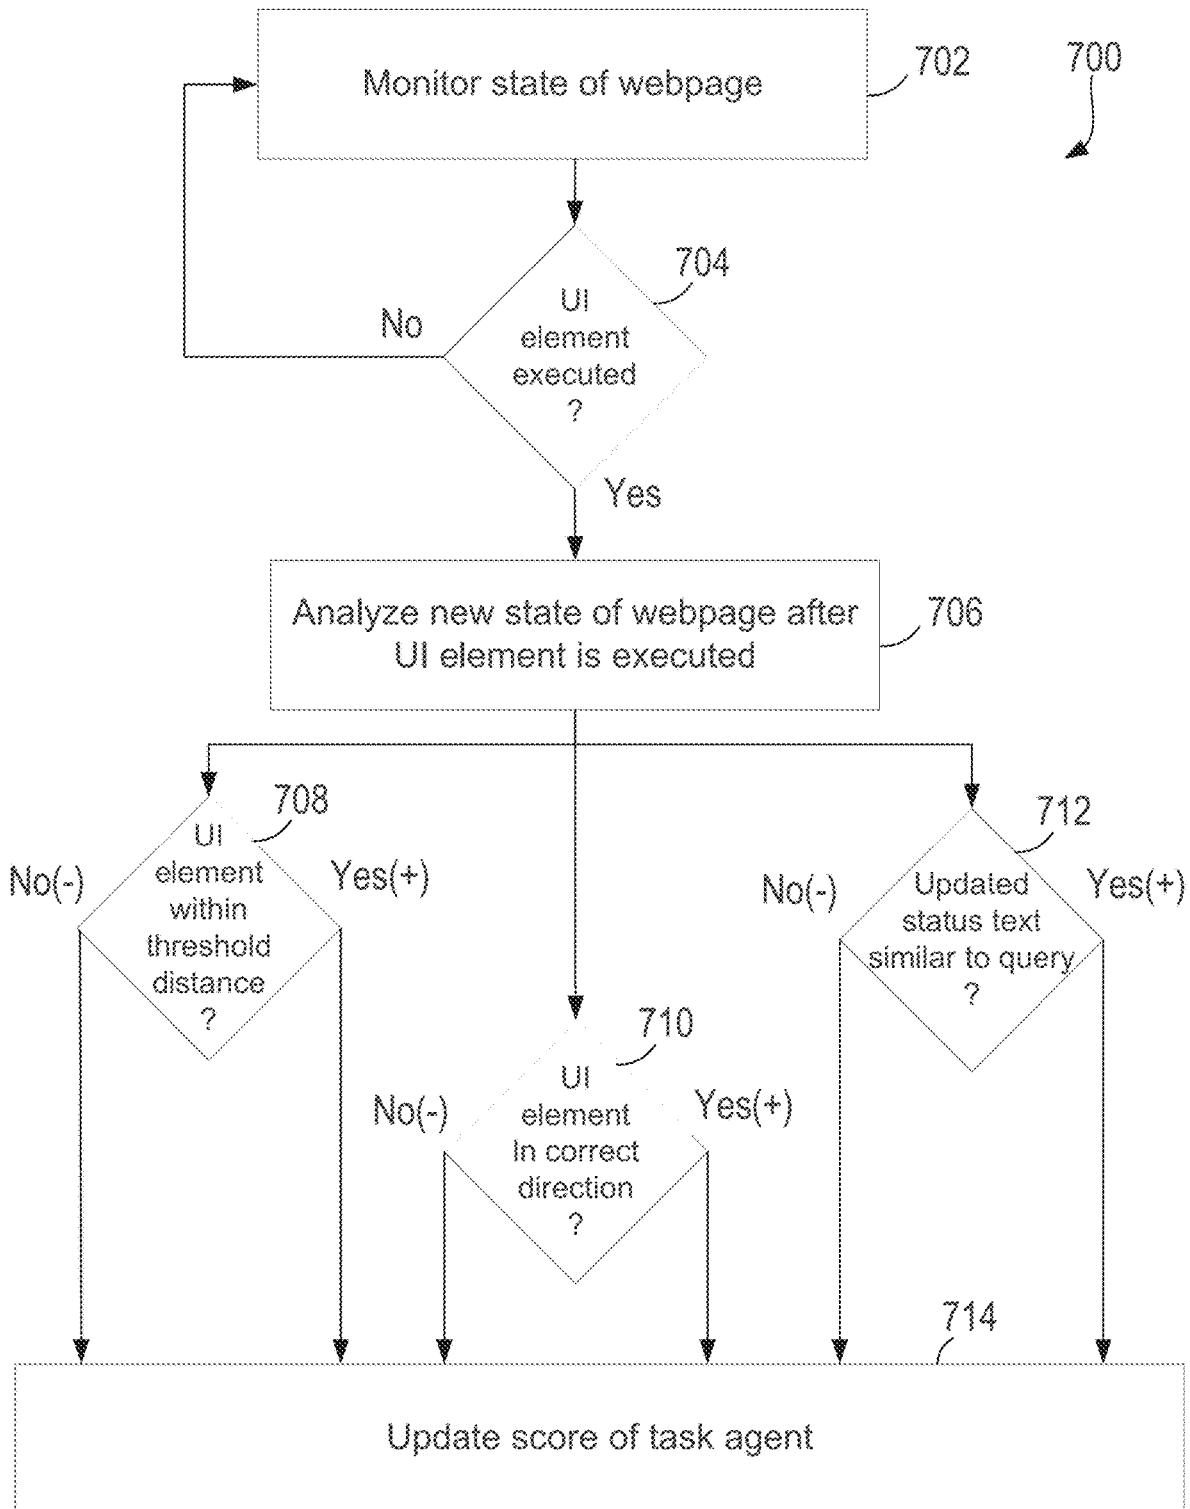 Monitor state of webpage
702
700
704
UI
element
executed
?
No
Yes
Analyze new state of webpage after
UI element is executed
706
708
UI
element
within
threshold
distance
?
No(-)
Yes(+)
710
UI
element
In correct
direction
?
No(-)
Yes(+)
712
Updated
status text
similar to query
?
No(-)
Yes(+)
714
Update score of task agent